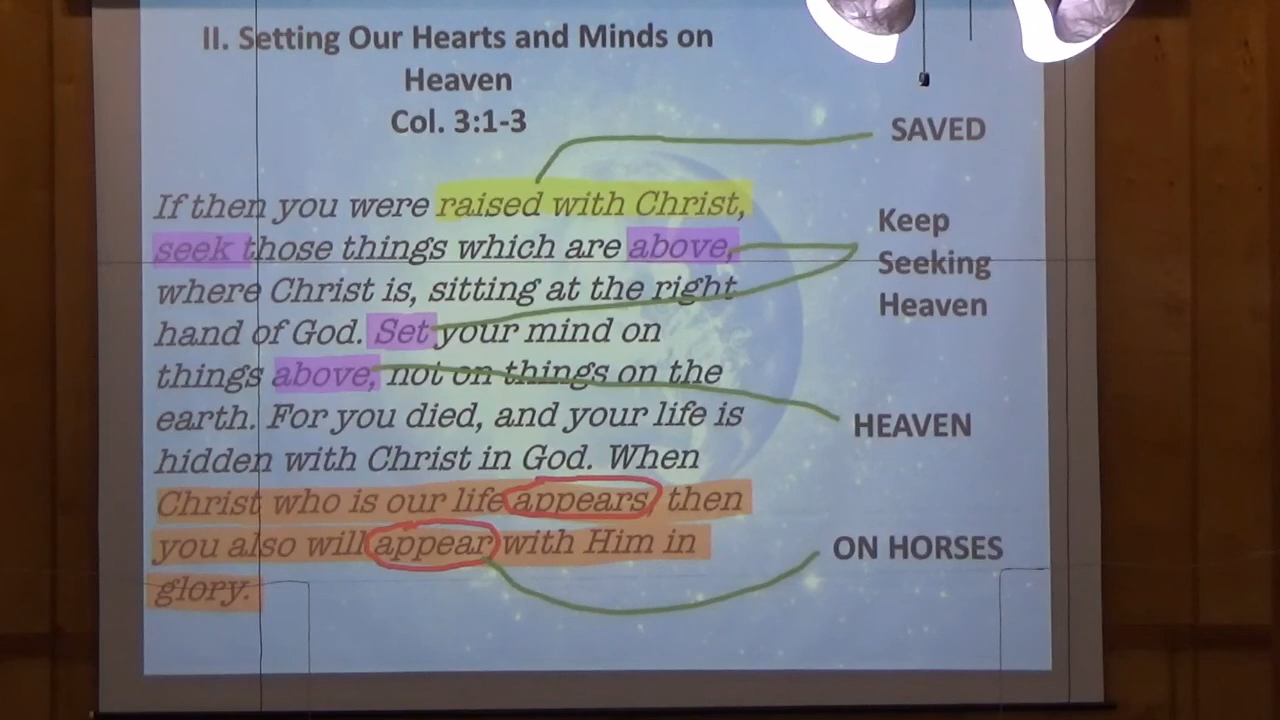 II. Setting Our Hearts and Minds on
Heaven
Col. 3:1-3
SAVED
If then you were raised with Christ,
seek those things which are above,
where Christ is, sitting at the right
hand of God. Set your mind on
things above, not on things on the
earth. For you died, and your life is
hidden with Christ in God. When
Christ who is our life appears, then
you also will appear with Him in
glory.
Keep
Seeking
Heaven
HEAVEN
ON HORSES